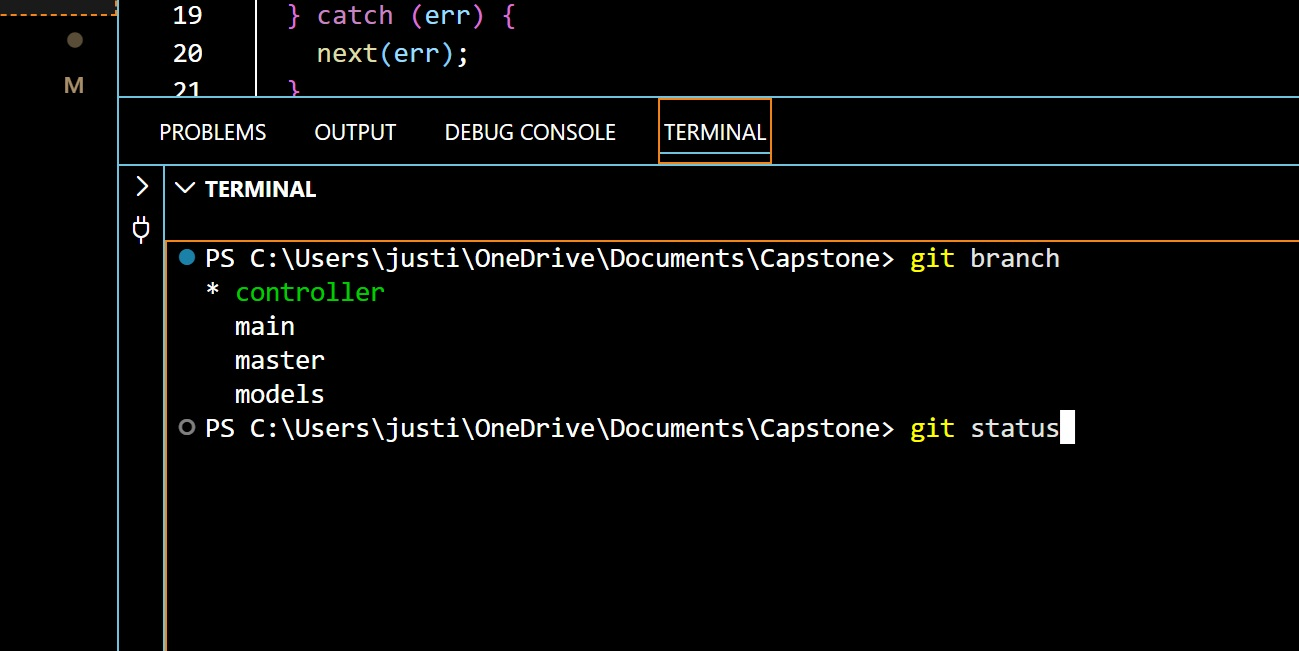 19 } catch (err) {
20 next(err);
M
21 }
PROBLEMS OUTPUT DEBUG CONSOLE TERMINAL
TERMINAL
PS C:\Users\justi\OneDrive\Documents\Capstone> git branch
* controller
main
master
models
PS C:\Users\justi\OneDrive\Documents\Capstone> git status